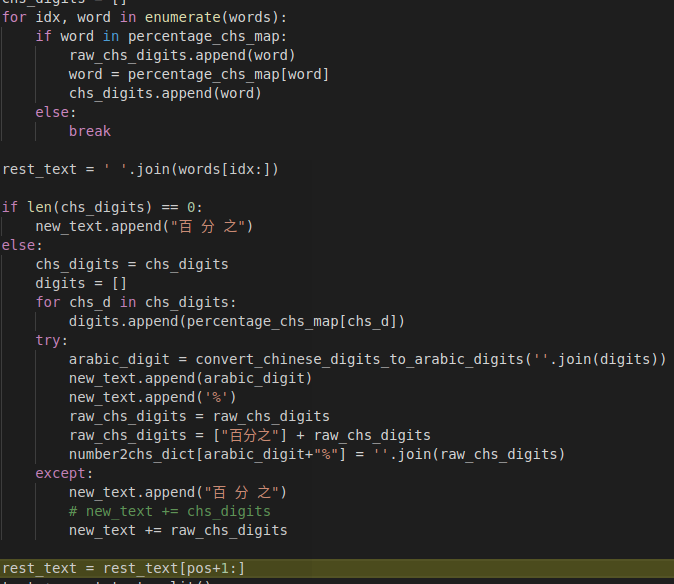 chs_digits = []
for idx, word in enumerate(words):
    if word in percentage_chs_map:
        raw_chs_digits.append(word)
        word = percentage_chs_map[word]
        chs_digits.append(word)
    else:
        break
rest_text = ' '.join(words[idx:])
if len(chs_digits) == 0:
    new_text.append("百 分 之")
else:
    chs_digits = chs_digits
    digits = []
    for chs_d in chs_digits:
        digits.append(percentage_chs_map[chs_d])
    try:
        arabic_digit = convert_chinese_digits_to_arabic_digits(''.join(digits))
        new_text.append(arabic_digit)
        new_text.append('%')
        raw_chs_digits = raw_chs_digits
        raw_chs_digits = ["百分之"] + raw_chs_digits
        number2chs_dict[arabic_digit+"%"] = ''.join(raw_chs_digits)
    except:
        new_text.append("百 分 之")
        # new_text += chs_digits
        new_text += raw_chs_digits
rest_text = rest_text[pos+1:]